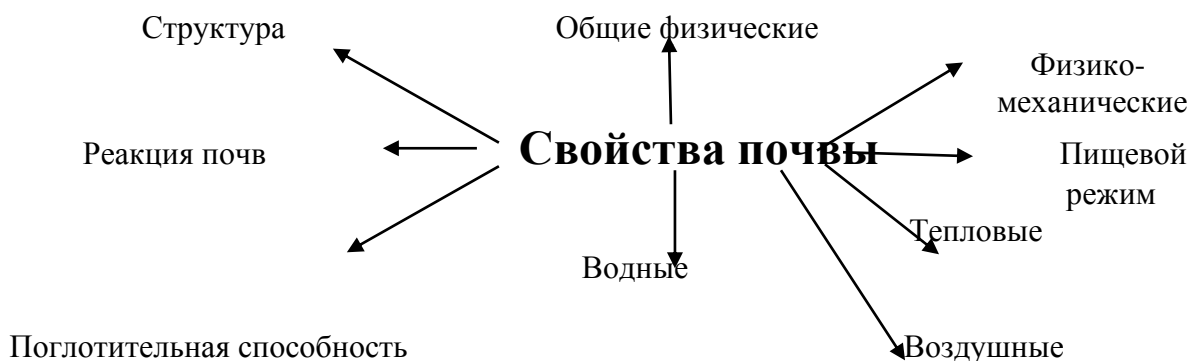 Структура
Общие физические
Физико-
механические
Реакция почв
Свойства почвы
Пищевой
режим
Тепловые
Водные
Поглотительная способность
Воздушные